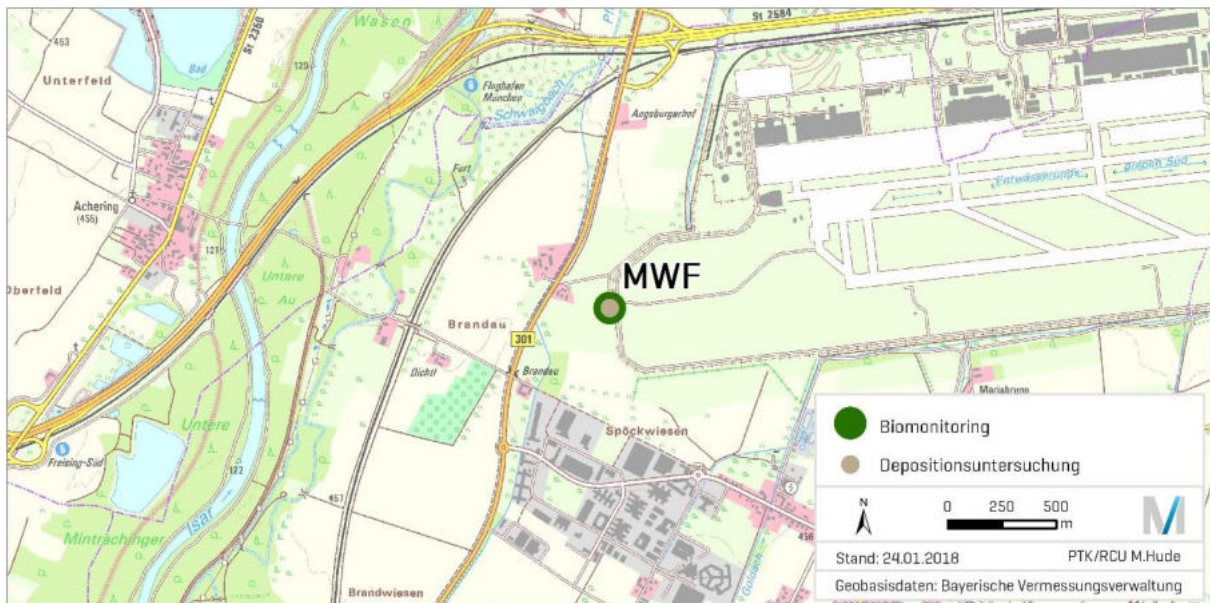 Wasen
St 2584
453
St 2350
Bad
120
Unterfeld
Flughafen
München
Schwaigbach
Augsburgerhof
Furt
Entwässerungs-
graben Süd
Achering
(455)
121
MWF
Untere
Au
Oberfeld
Brandau
301
Dichtl
Brandau
Mariabrunn
Spöckwiesen
Untere
Freising-Süd
122
457
Isar
Mintrachinger
456
Goldach
Brandwiesen
Biomonitoring
Depositionsuntersuchung
N
0 250 500
m
Stand: 24.01.2018 PTK/RCU M.Hude
Geobasisdaten: Bayerische Vermessungsverwaltung